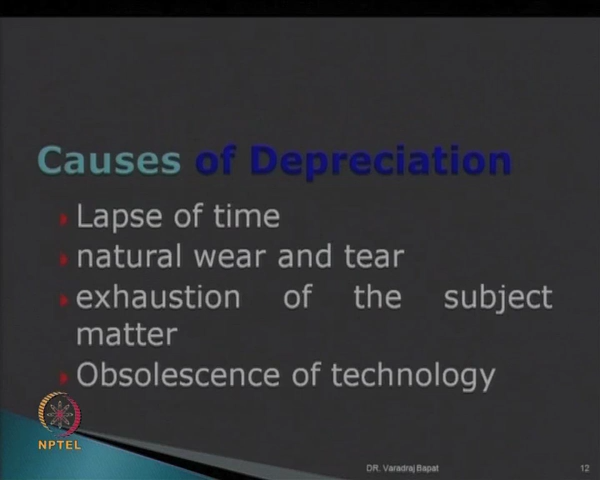 Causes of Depreciation
Lapse of time
natural wear and tear
exhaustion of the subject
matter
Obsolescence of technology
NPTEL
DR. Varadraj Bapat
12